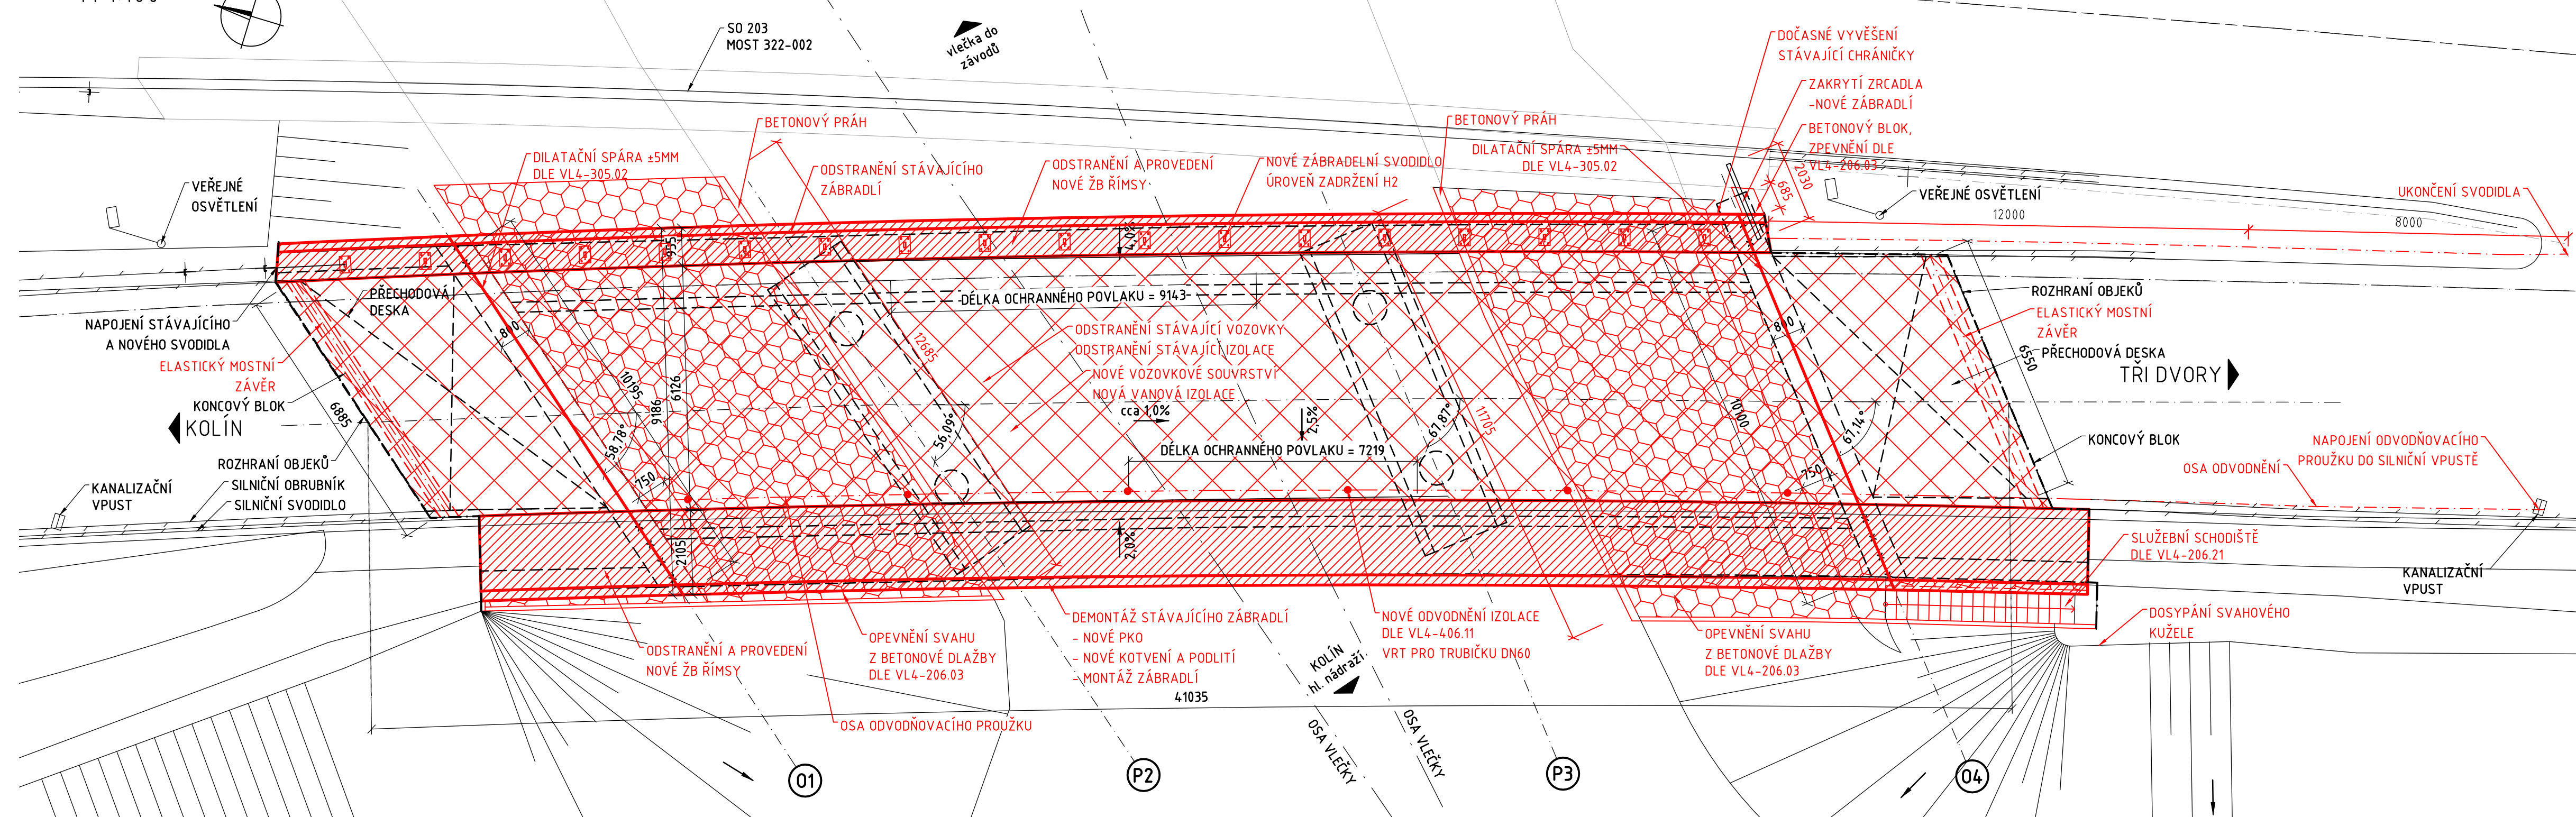 SO 203
MOST 322-002
vlečka do
závodů
DOČASNÉ VYVĚŠENÍ
STÁVAJÍCÍ CHRÁNIČKY
ZAKRYTÍ ZRCADLA
-NOVÉ ZÁBRADLÍ
BETONOVÝ BLOK,
ZPEVNĚNÍ DLE
VL4-206.03
2030
685
BETONOVÝ PRÁH
BETONOVÝ PRÁH
DILATAČNÍ SPÁRA ±5MM
DLE VL4-305.02
ODSTRANĚNÍ STÁVAJÍCÍHO
ZÁBRADLÍ
ODSTRANĚNÍ A PROVEDENÍ
NOVÉ ŽB ŘÍMSY
NOVÉ ZÁBRADELNÍ SVODIDLO
ÚROVEŇ ZADRŽENÍ H2
DILATAČNÍ SPÁRA ±5MM
DLE VL4-305.02
VEŘEJNÉ
OSVĚTLENÍ
VEŘEJNÉ OSVĚTLENÍ
UKONČENÍ SVODIDLA
12000
8000
955
4,0%
PŘECHODOVÁ
DESKA
DÉLKA OCHRANNÉHO POVLAKU = 9143
ROZHRANÍ OBJEKŮ
ELASTICKÝ MOSTNÍ
ZÁVĚR
PŘECHODOVÁ DESKA
6550
TŘI DVORY
NAPOJENÍ STÁVAJÍCÍHO
A NOVÉHO SVODIDLA
ELASTICKÝ MOSTNÍ
ZÁVĚR
KONCOVÝ BLOK
KOLÍN
6885
800
800
12685
ODSTRANĚNÍ STÁVAJÍCÍ VOZOVKY
ODSTRANĚNÍ STÁVAJÍCÍ IZOLACE
NOVÉ VOZOVKOVÉ SOUVRSTVÍ
NOVÁ VANOVÁ IZOLACE
10195
9186
6126
58,78°
56,09°
cca 1,0%
2,5%
67,87°
11705
10100
67,14°
DÉLKA OCHRANNÉHO POVLAKU = 7219
750
750
KONCOVÝ BLOK
NAPOJENÍ ODVODŇOVACÍHO
PROUŽKU DO SILNIČNÍ VPUSTĚ
OSA ODVODNĚNÍ
ROZHRANÍ OBJEKŮ
SILNIČNÍ OBRUBNÍK
SILNIČNÍ SVODIDLO
KANALIZAČNÍ
VPUST
2105
2,0%
SLUŽEBNÍ SCHODIŠTĚ
DLE VL4-206.21
KANALIZAČNÍ
VPUST
DOSYPÁNÍ SVAHOVÉHO
KUŽELE
ODSTRANĚNÍ A PROVEDENÍ
NOVÉ ŽB ŘÍMSY
OPEVNĚNÍ SVAHU
Z BETONOVÉ DLAŽBY
DLE VL4-206.03
DEMONTÁŽ STÁVAJÍCÍHO ZÁBRADLÍ
- NOVÉ PKO
- NOVÉ KOTVENÍ A PODLITÍ
- MONTÁŽ ZÁBRADLÍ
NOVÉ ODVODNĚNÍ IZOLACE
DLE VL4-406.11
VRT PRO TRUBIČKU DN60
OPEVNĚNÍ SVAHU
Z BETONOVÉ DLAŽBY
DLE VL4-206.03
KOLÍN
hl. nádraží
41035
OSA ODVODŇOVACÍHO PROUŽKU
OSA VLEČKY
OSA VLEČKY
O1
P2
P3
O4